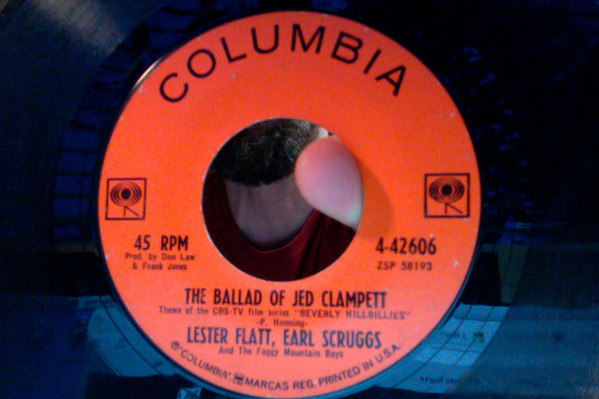 COLUMBIA
45 RPM
Prod. by Don Law
& Frank Jones
4-42606
ZSP 58193
THE BALLAD OF JED CLAMPETT
Theme of the CBS-TV film series "BEVERLY HILLBILLIES"
-P. Henning-
LESTER FLATT, EARL SCRUGGS
And The Foggy Mountain Boys
®"COLUMBIA", MARCAS REG. PRINTED IN U.S.A.